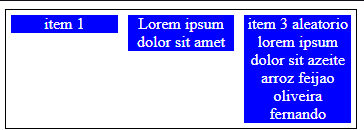 item 1
Lorem ipsum
dolor sit amet
item 3 aleatorio
lorem ipsum
dolor sit azeite
arroz feijao
oliveira
fernando